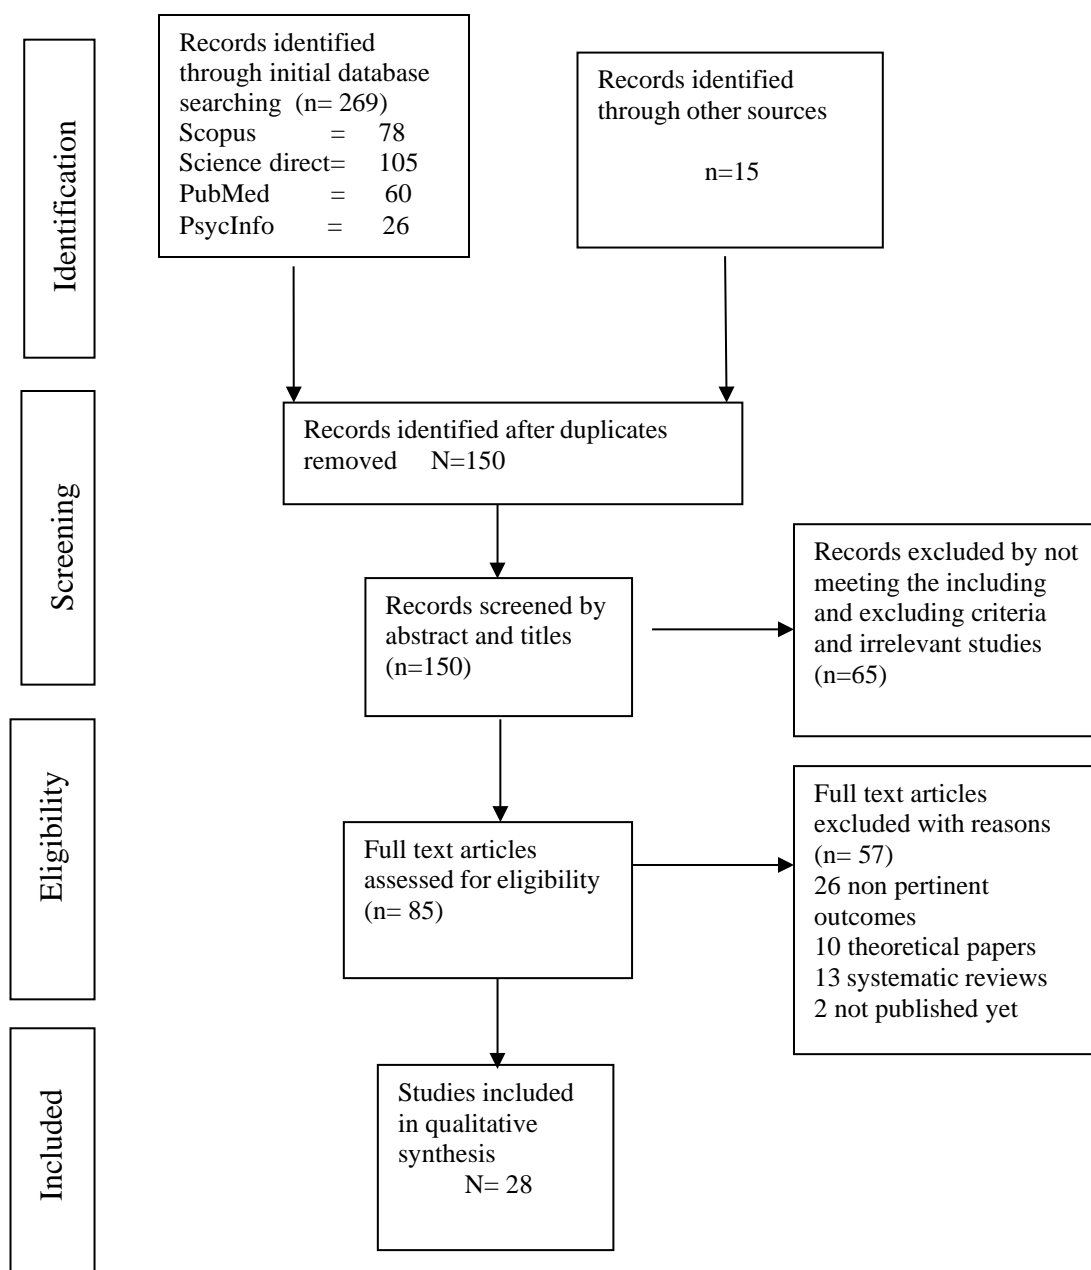 Identification
Records identified
through initial database
searching (n= 269)
Scopus = 78
Science direct= 105
PubMed = 60
PsycInfo = 26
Records identified
through other sources
n=15
Screening
Records identified after duplicates
removed N=150
Records screened by
abstract and titles
(n=150)
Records excluded by not
meeting the including
and excluding criteria
and irrelevant studies
(n=65)
Eligibility
Full text articles
assessed for eligibility
(n= 85)
Full text articles
excluded with reasons
(n= 57)
26 non pertinent
outcomes
10 theoretical papers
13 systematic reviews
2 not published yet
Included
Studies included
in qualitative
synthesis
N= 28